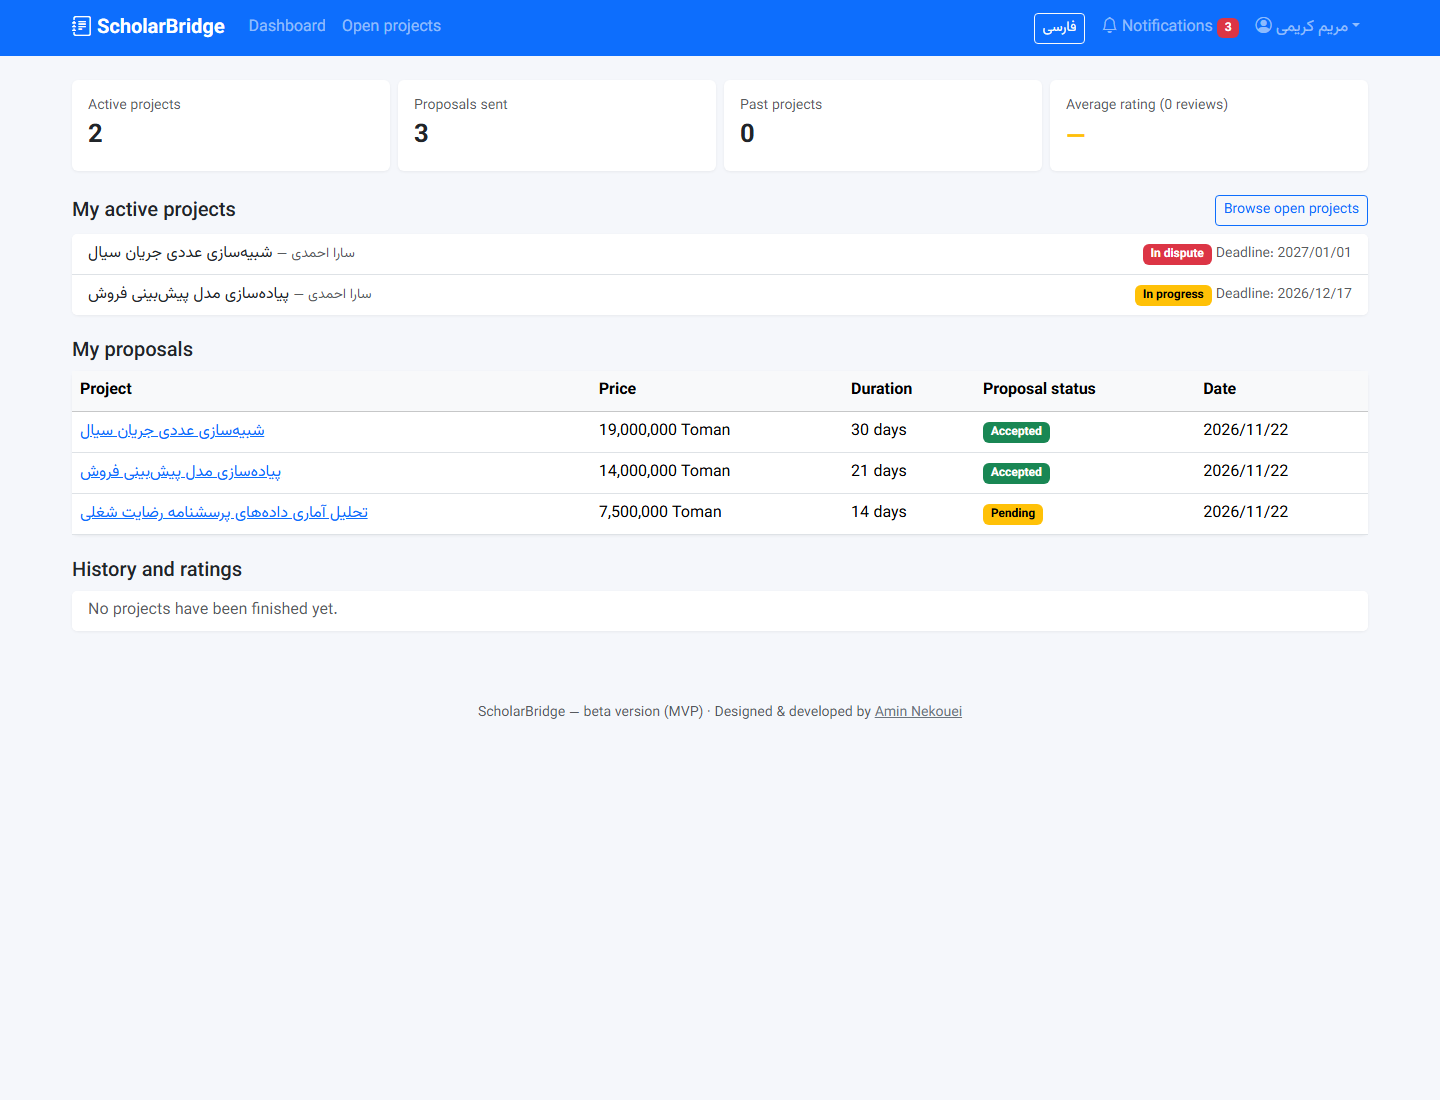 ScholarBridge Dashboard Open projects فارسی Notifications 3 مریم کریمی
Active projects
2
Proposals sent
3
Past projects
0
Average rating (0 reviews)
—
My active projects
Browse open projects
شبیه‌سازی عددی جریان سیال — سارا احمدی In dispute Deadline: 2027/01/01
پیاده‌سازی مدل پیش‌بینی فروش — سارا احمدی In progress Deadline: 2026/12/17
My proposals
Project Price Duration Proposal status Date
شبیه‌سازی عددی جریان سیال 19,000,000 Toman 30 days Accepted 2026/11/22
پیاده‌سازی مدل پیش‌بینی فروش 14,000,000 Toman 21 days Accepted 2026/11/22
تحلیل آماری داده‌های پرسشنامه رضایت شغلی 7,500,000 Toman 14 days Pending 2026/11/22
History and ratings
No projects have been finished yet.
ScholarBridge — beta version (MVP) · Designed & developed by Amin Nekouei